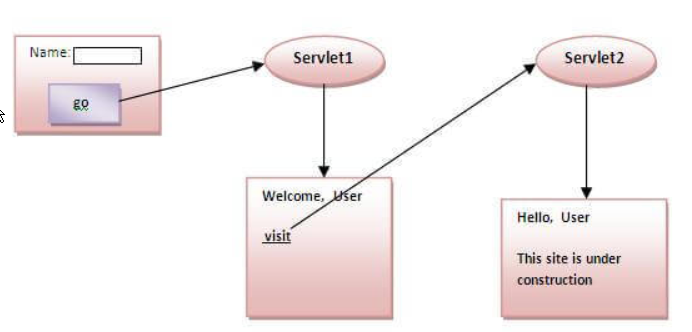 Name:
go
Servlet1
Welcome, User
visit
Servlet2
Hello, User
This site is under
construction